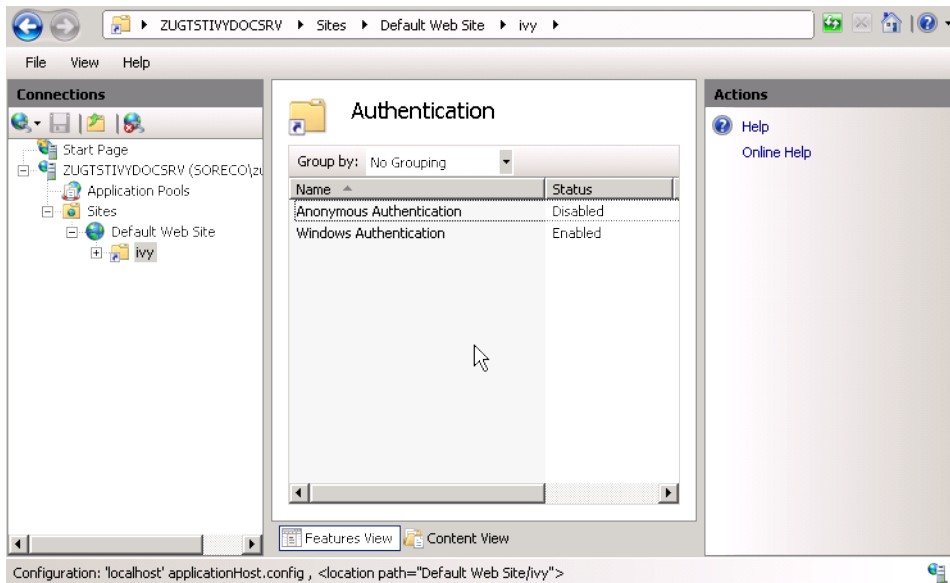 ZUGTSTIVYDOCSRV Sites Default Web Site ivy
File View Help
Connections
Start Page
ZUGTSTIVYDOCSRV (SORECO\zu
Application Pools
Sites
Default Web Site
ivy
Authentication
Group by: No Grouping
Name Status
Anonymous Authentication Disabled
Windows Authentication Enabled
Features View Content View
Actions
Help
Online Help
Configuration: 'localhost' applicationHost.config , <location path="Default Web Site/ivy">